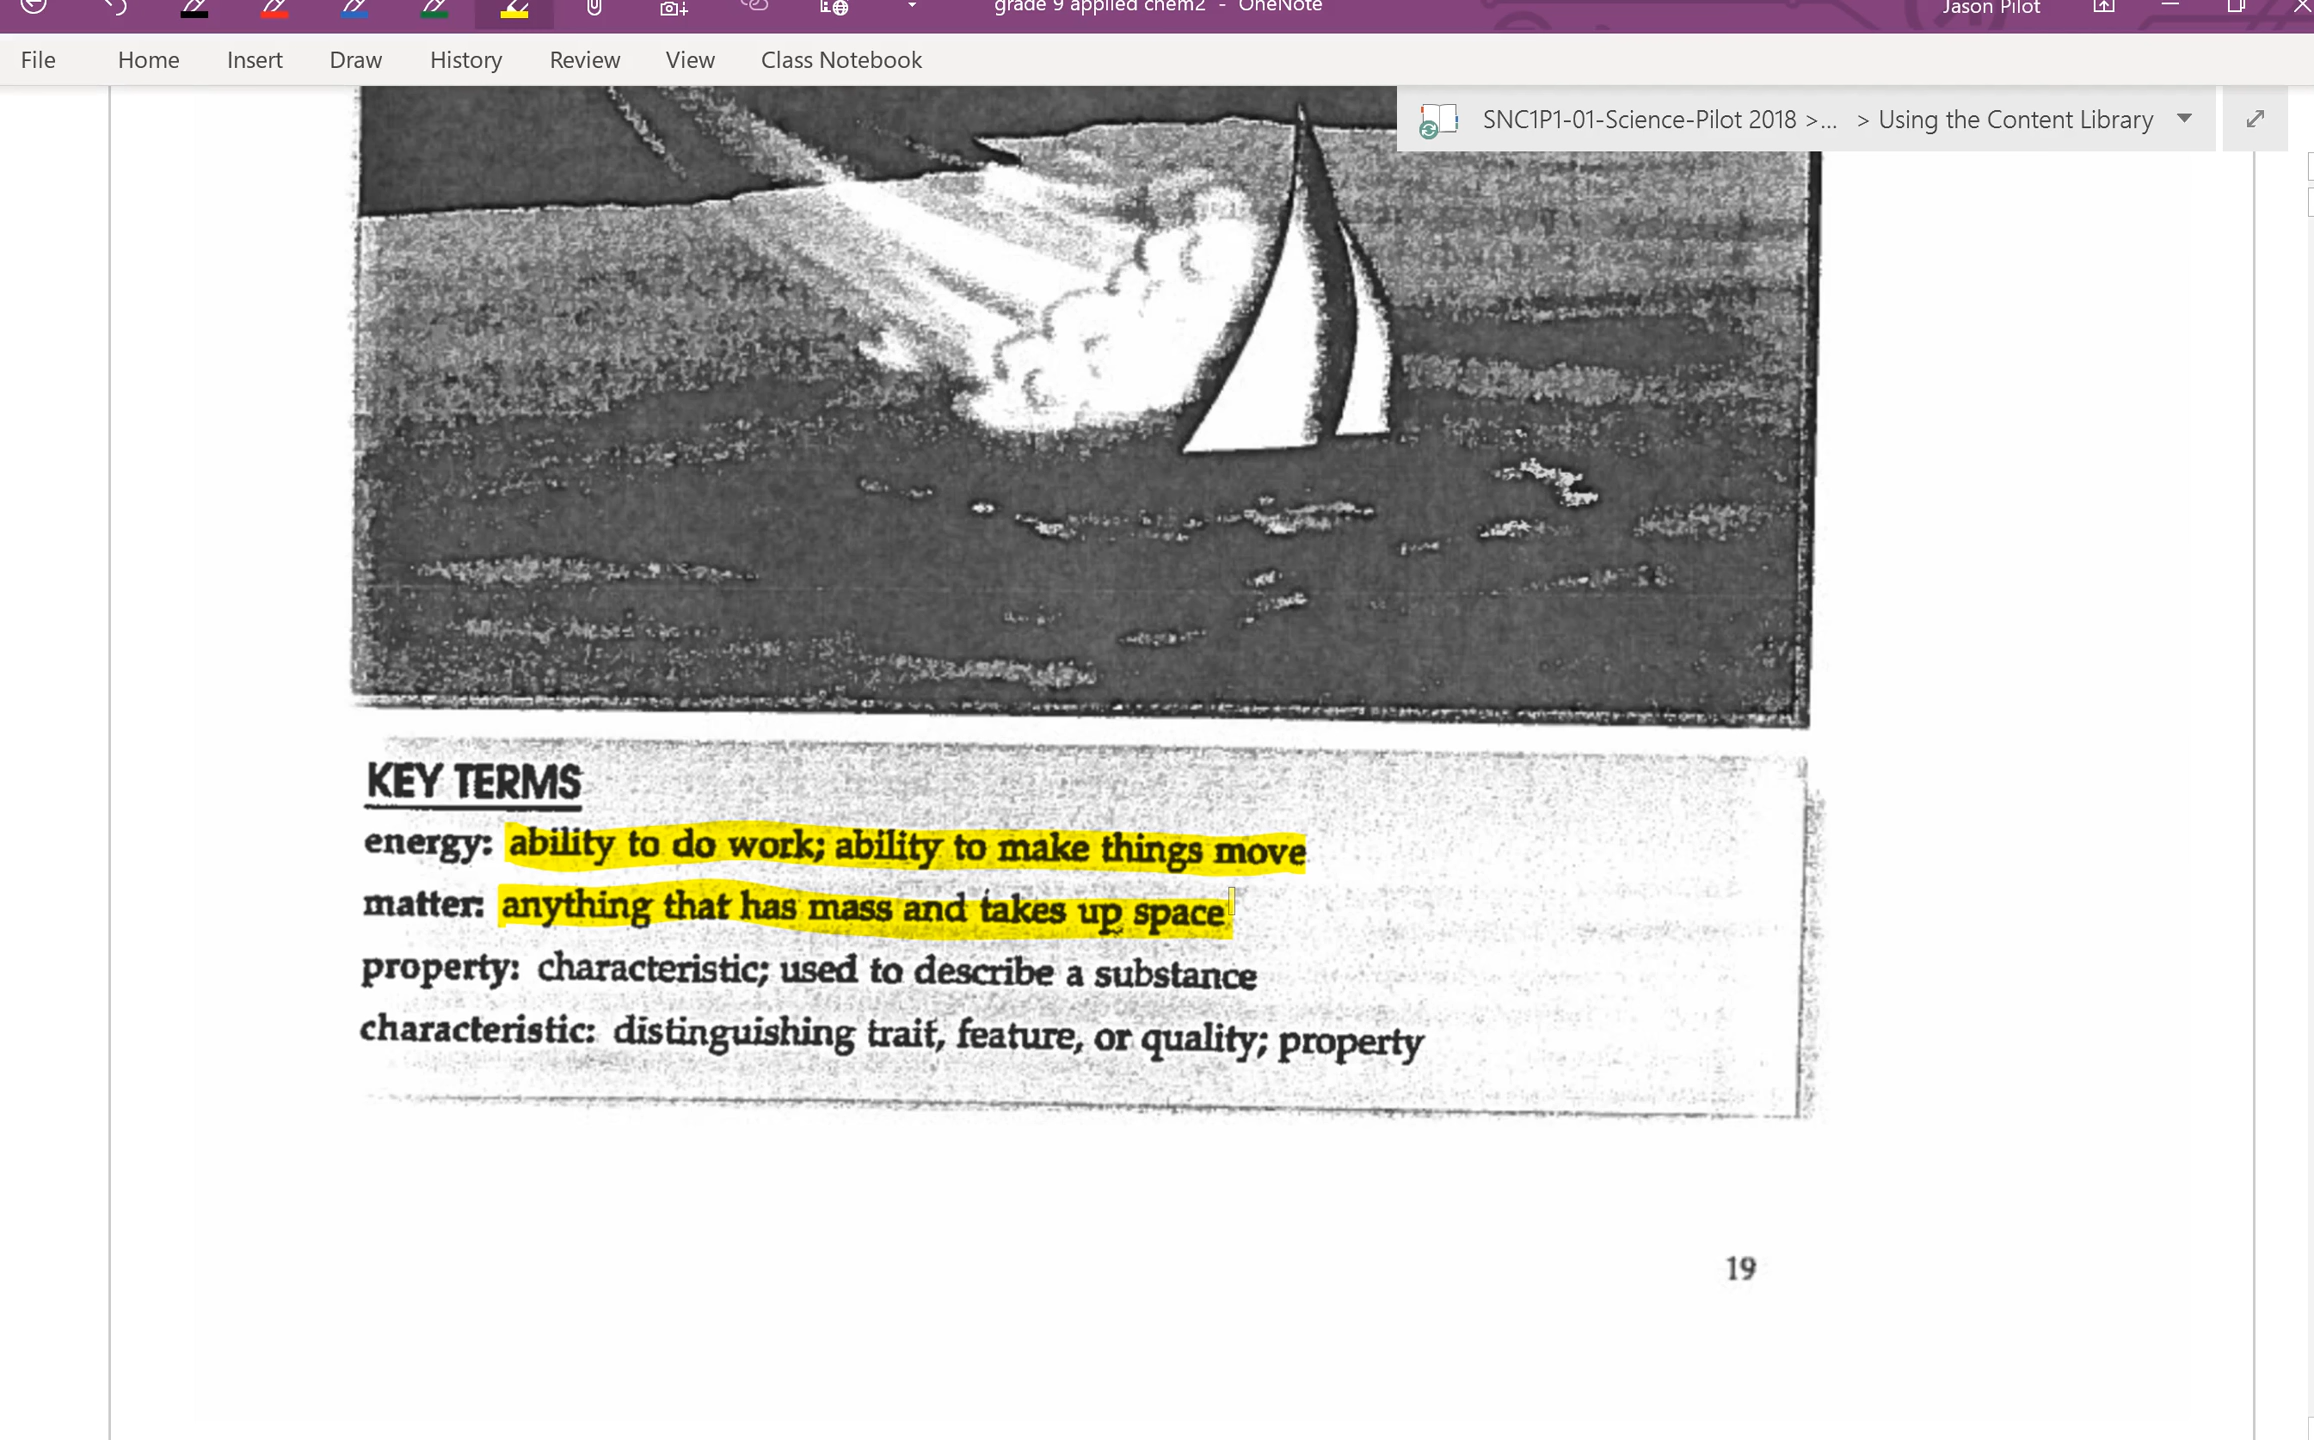 grade 9 applied chem2 - OneNote
Jason Pilot
File Home Insert Draw History Review View Class Notebook
SNC1P1-01-Science-Pilot 2018 >... > Using the Content Library
KEY TERMS
energy: ability to do work; ability to make things move
matter: anything that has mass and takes up space
property: characteristic; used to describe a substance
characteristic: distinguishing trait, feature, or quality; property
19